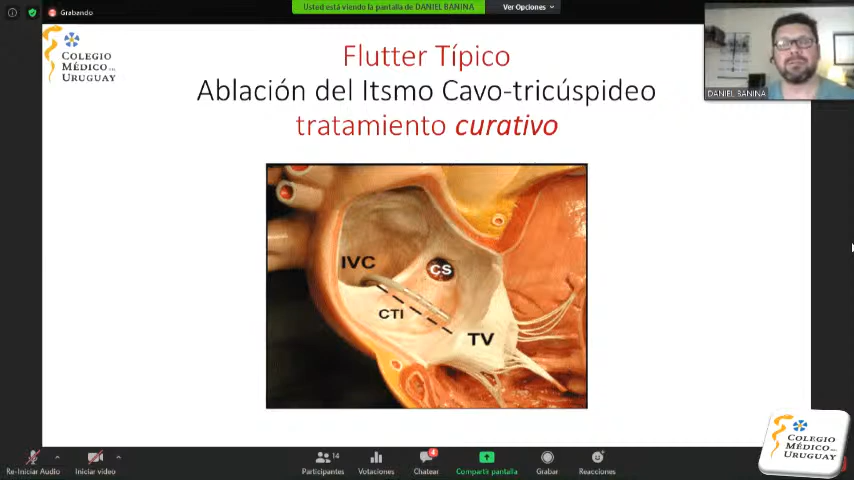 Grabando
Usted está viendo la pantalla de DANIEL BANINA
Ver Opciones
COLEGIO
MÉDICO DEL
URUGUAY
Flutter Típico
Ablación del Itsmo Cavo-tricúspideo
tratamiento curativo
DANIEL BANINA
IVC
CS
CTI
TV
COLEGIO
MÉDICO DEL
URUGUAY
Re-Iniciar Audio
Iniciar video
14
Participantes
Votaciones
4
Chatear
Compartir pantalla
Grabar
Reacciones